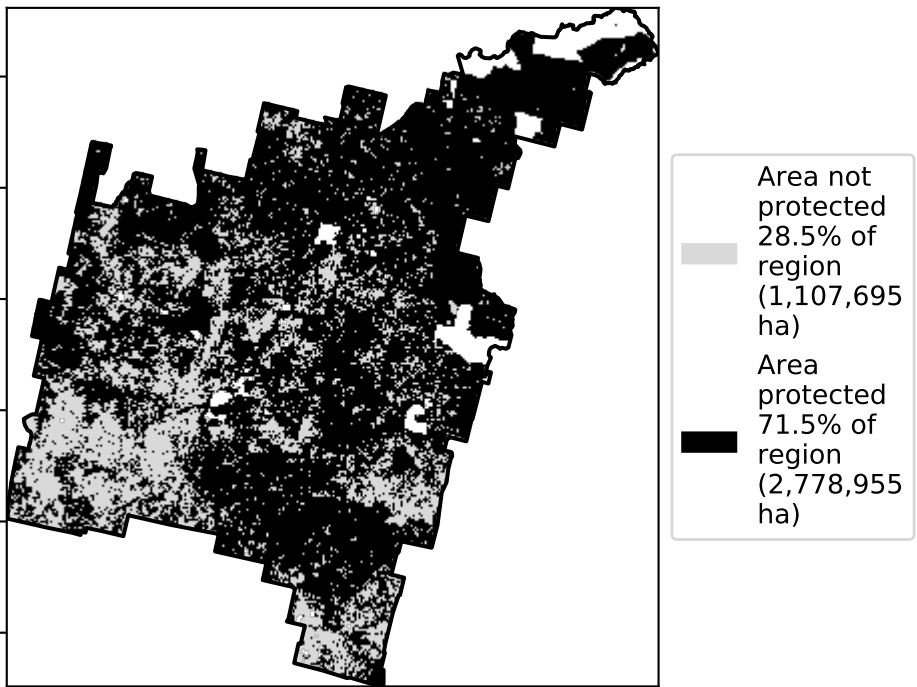 Area not
protected
28.5% of
region
(1,107,695
ha)
Area
protected
71.5% of
region
(2,778,955
ha)